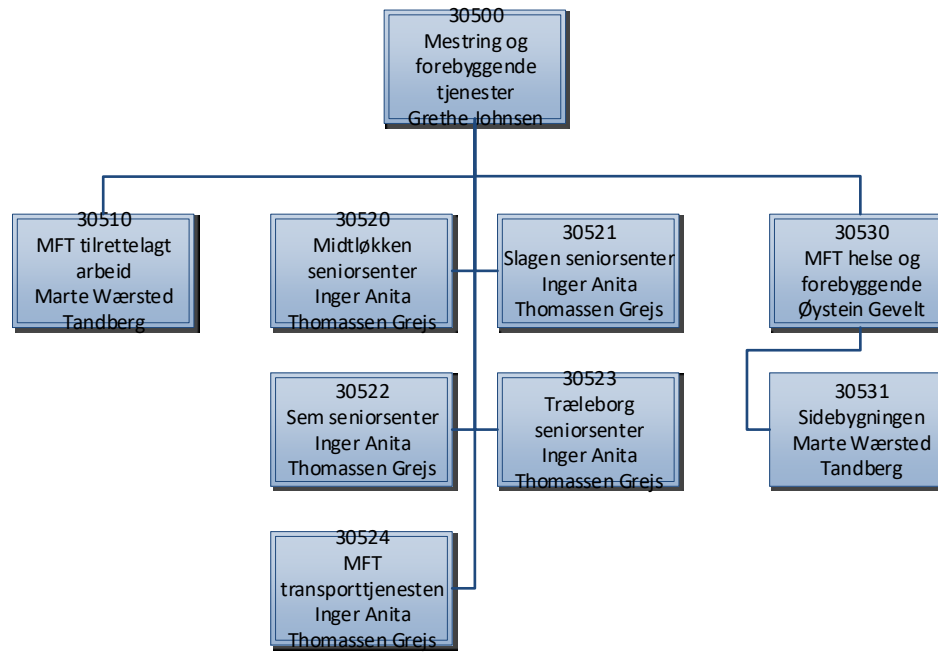 30500
Mestring og
forebyggende
tjenester
Grethe Johnsen
30510
MFT tilrettelagt
arbeid
Marte Wærsted
Tandberg
30520
Midtløkken
seniorsenter
Inger Anita
Thomassen Grejs
30521
Slagen seniorsenter
Inger Anita
Thomassen Grejs
30530
MFT helse og
forebyggende
Øystein Gevelt
30522
Sem seniorsenter
Inger Anita
Thomassen Grejs
30523
Træleborg
seniorsenter
Inger Anita
Thomassen Grejs
30531
Sidebygningen
Marte Wærsted
Tandberg
30524
MFT
transporttjenesten
Inger Anita
Thomassen Grejs